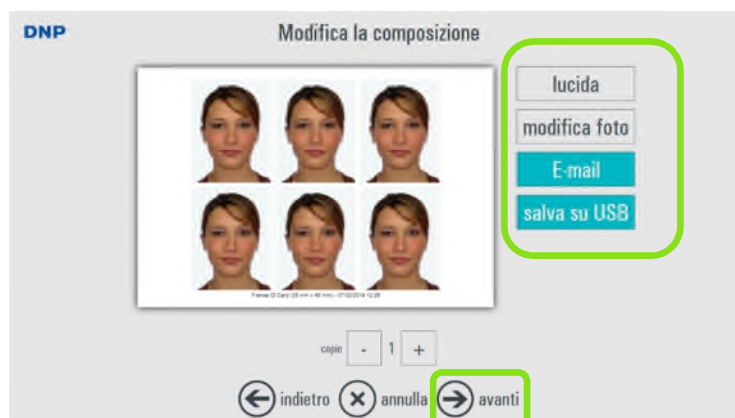 DNP
Modifica la composizione
lucida
modifica foto
E-mail
salva su USB
copie - 1 +
indietro annulla avanti